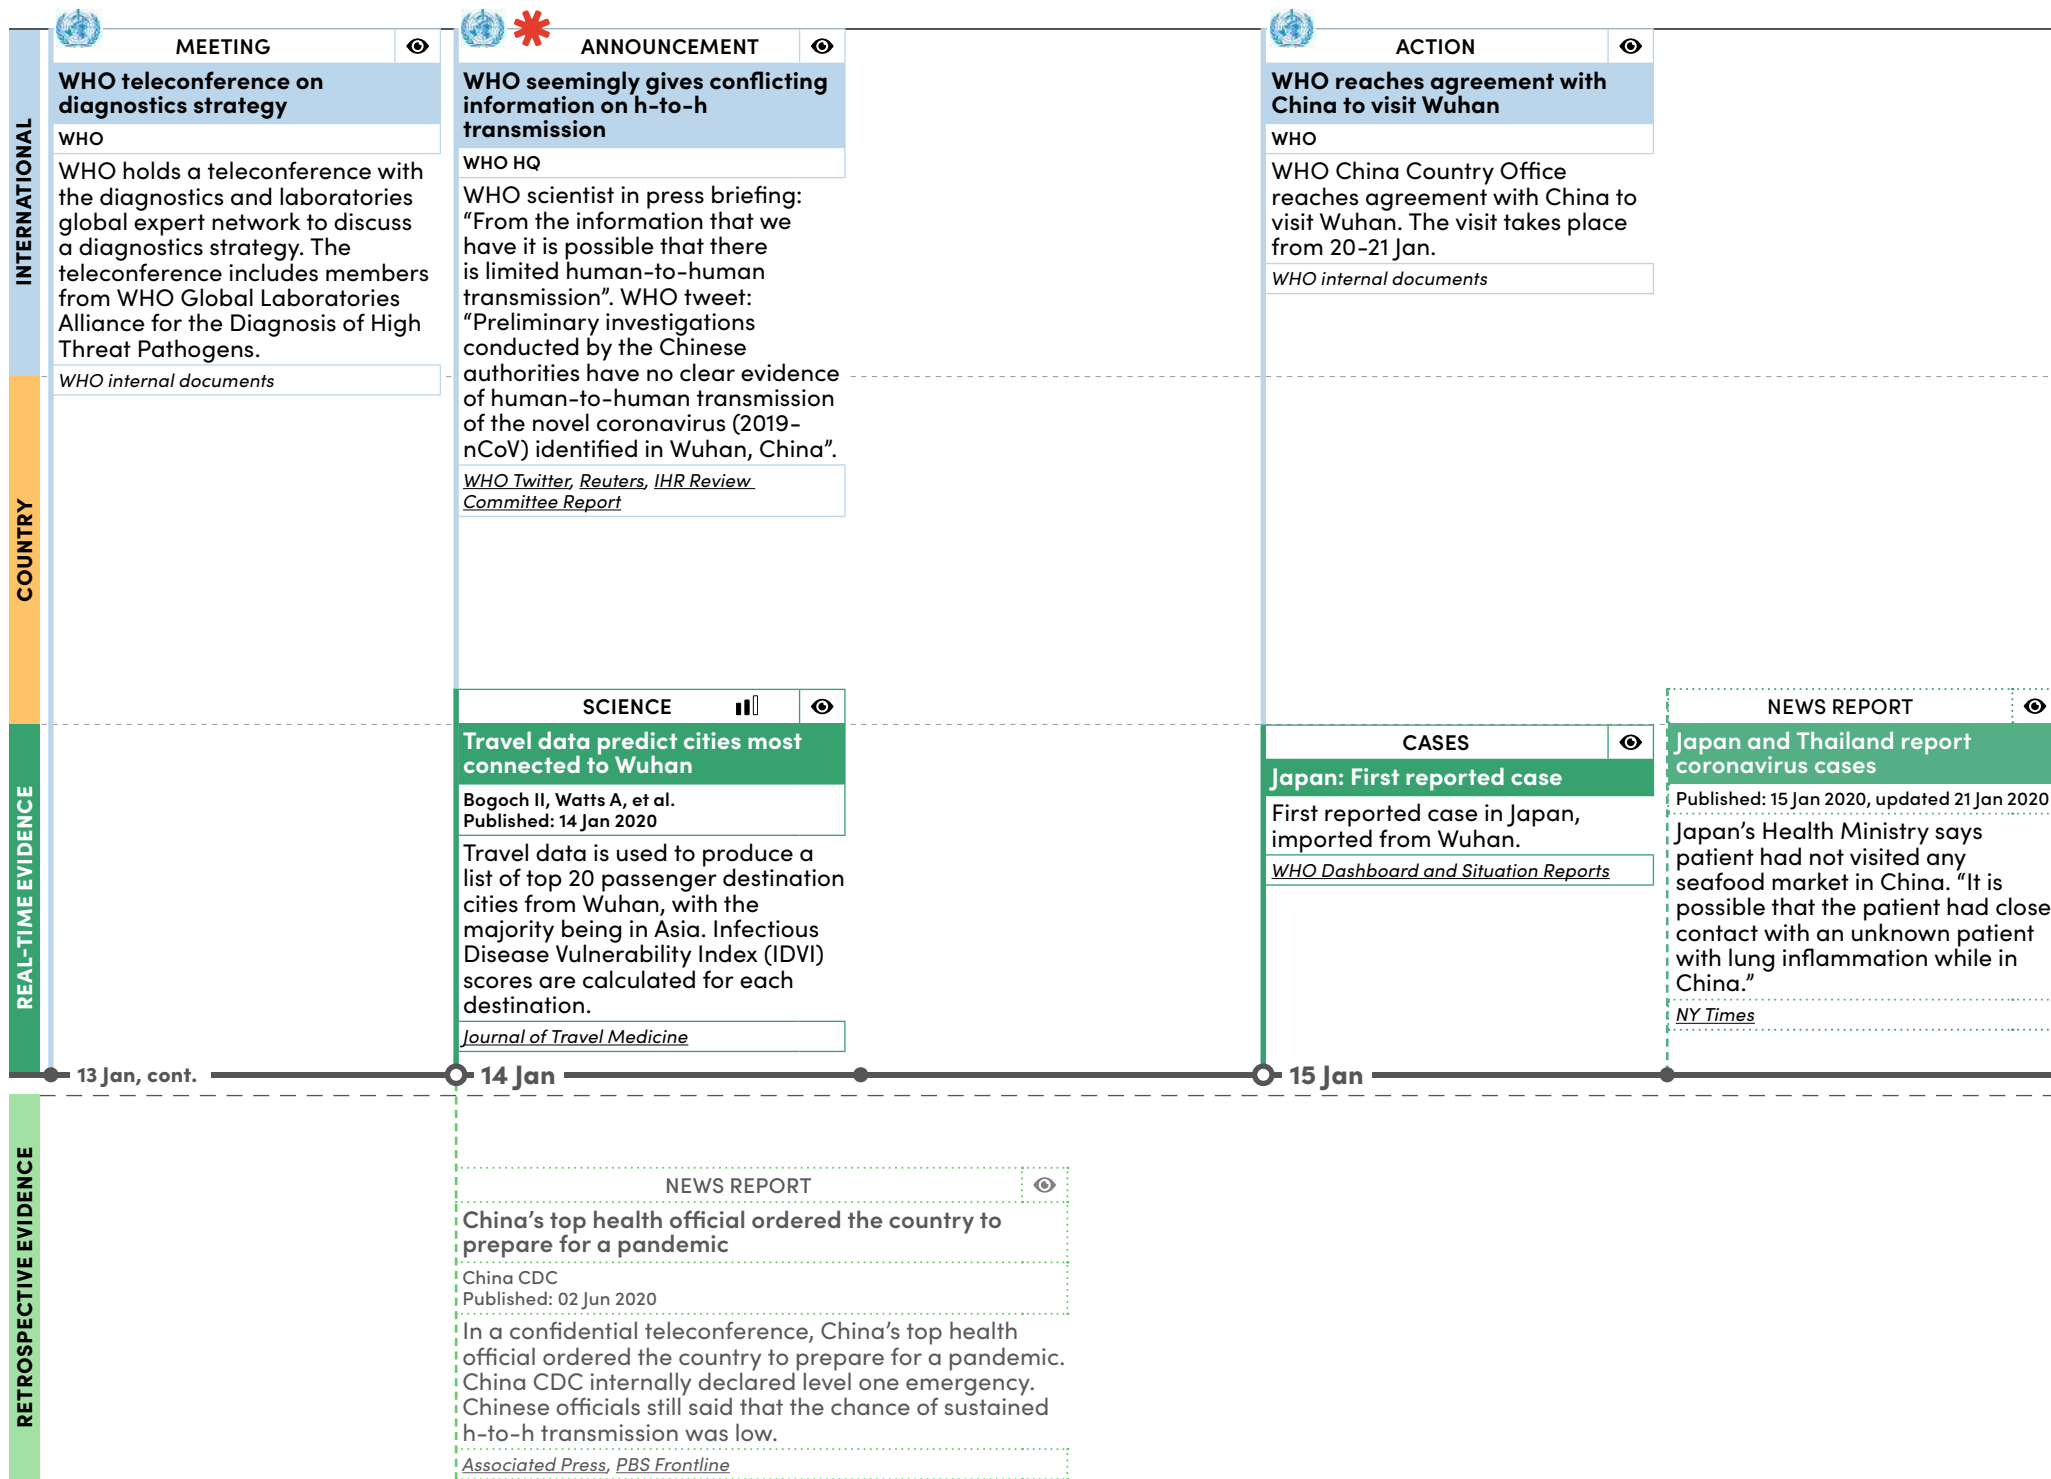 INTERNATIONAL
MEETING
WHO teleconference on
diagnostics strategy
WHO
WHO holds a teleconference with
the diagnostics and laboratories
global expert network to discuss
a diagnostics strategy. The
teleconference includes members
from WHO Global Laboratories
Alliance for the Diagnosis of High
Threat Pathogens.
WHO internal documents
ANNOUNCEMENT
WHO seemingly gives conflicting
information on h-to-h
transmission
WHO HQ
WHO scientist in press briefing:
“From the information that we
have it is possible that there
is limited human-to-human
transmission”. WHO tweet:
“Preliminary investigations
conducted by the Chinese
authorities have no clear evidence
of human-to-human transmission
of the novel coronavirus (2019-
nCoV) identified in Wuhan, China”.
WHO Twitter, Reuters, IHR Review
Committee Report
ACTION
WHO reaches agreement with
China to visit Wuhan
WHO
WHO China Country Office
reaches agreement with China to
visit Wuhan. The visit takes place
from 20-21 Jan.
WHO internal documents
COUNTRY
REAL-TIME EVIDENCE
SCIENCE
Travel data predict cities most
connected to Wuhan
Bogoch II, Watts A, et al.
Published: 14 Jan 2020
Travel data is used to produce a
list of top 20 passenger destination
cities from Wuhan, with the
majority being in Asia. Infectious
Disease Vulnerability Index (IDVI)
scores are calculated for each
destination.
Journal of Travel Medicine
CASES
Japan: First reported case
First reported case in Japan,
imported from Wuhan.
WHO Dashboard and Situation Reports
NEWS REPORT
Japan and Thailand report
coronavirus cases
Published: 15 Jan 2020, updated 21 Jan 2020
Japan’s Health Ministry says
patient had not visited any
seafood market in China. “It is
possible that the patient had close
contact with an unknown patient
with lung inflammation while in
China.”
NY Times
13 Jan, cont.
14 Jan
15 Jan
RETROSPECTIVE EVIDENCE
NEWS REPORT
China’s top health official ordered the country to
prepare for a pandemic
China CDC
Published: 02 Jun 2020
In a confidential teleconference, China’s top health
official ordered the country to prepare for a pandemic.
China CDC internally declared level one emergency.
Chinese officials still said that the chance of sustained
h-to-h transmission was low.
Associated Press, PBS Frontline